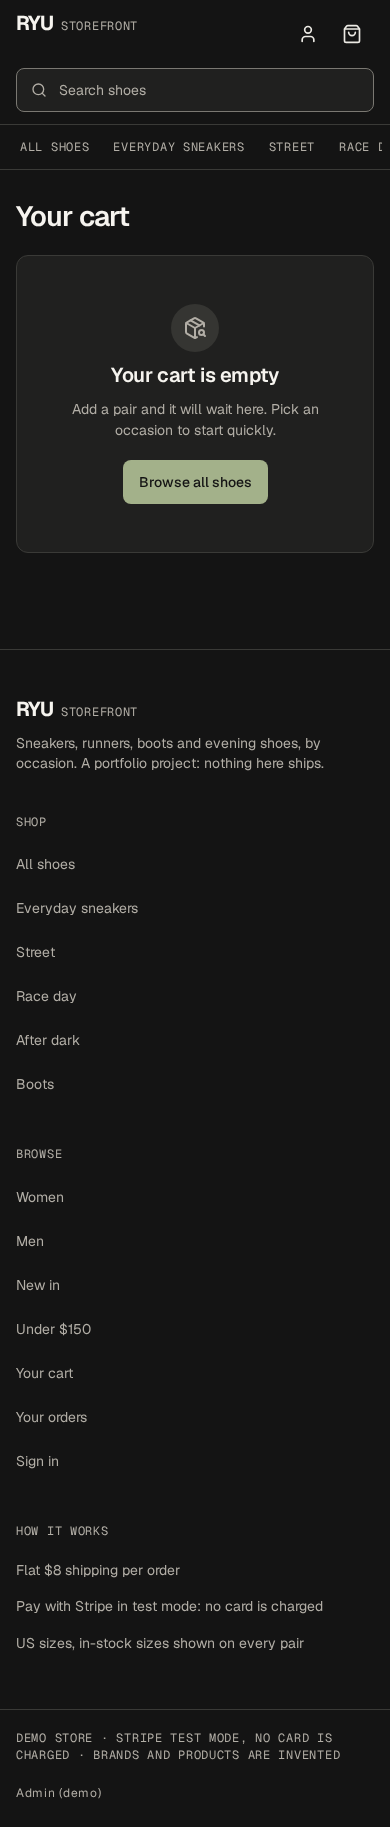 RYU STOREFRONT
Search shoes
ALL SHOES EVERYDAY SNEAKERS STREET RACE
Your cart
Your cart is empty
Add a pair and it will wait here. Pick an
occasion to start quickly.
Browse all shoes
RYU STOREFRONT
Sneakers, runners, boots and evening shoes, by
occasion. A portfolio project: nothing here ships.
SHOP
All shoes
Everyday sneakers
Street
Race day
After dark
Boots
BROWSE
Women
Men
New in
Under $150
Your cart
Your orders
Sign in
HOW IT WORKS
Flat $8 shipping per order
Pay with Stripe in test mode: no card is charged
US sizes, in-stock sizes shown on every pair
DEMO STORE · STRIPE TEST MODE, NO CARD IS
CHARGED · BRANDS AND PRODUCTS ARE INVENTED
Admin (demo)